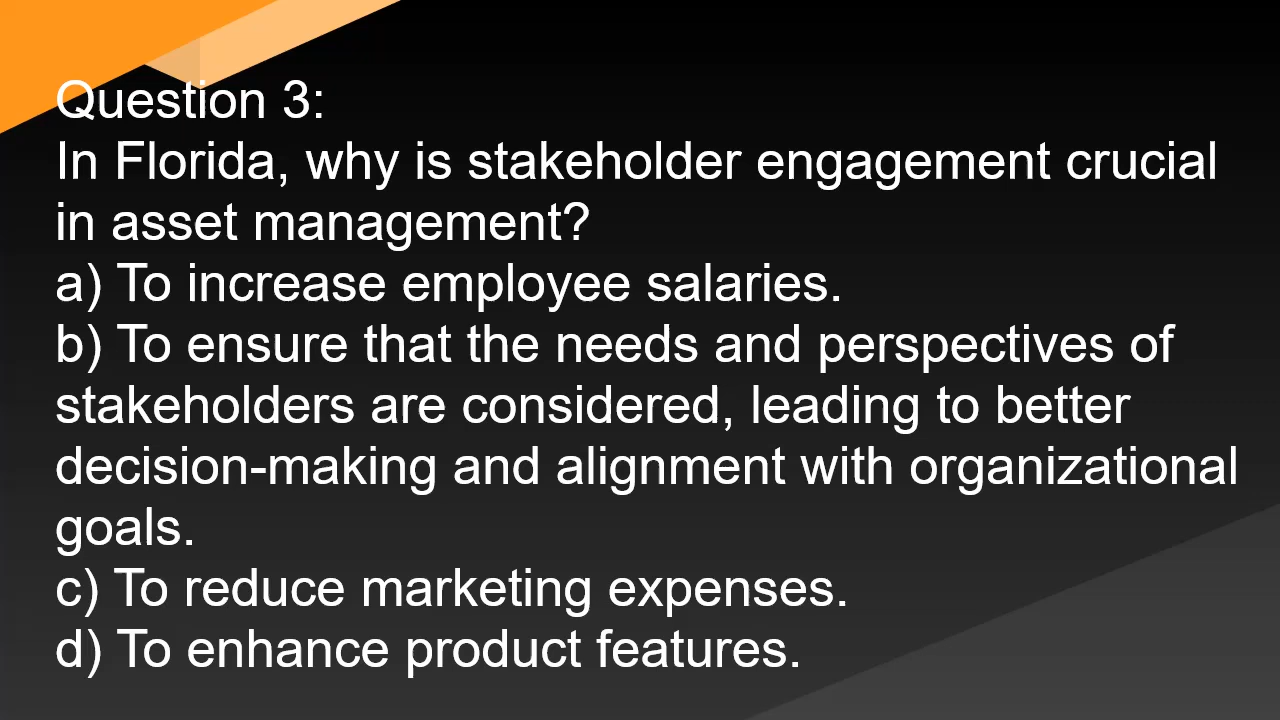 Question 3:
In Florida, why is stakeholder engagement crucial
in asset management?
a) To increase employee salaries.
b) To ensure that the needs and perspectives of
stakeholders are considered, leading to better
decision-making and alignment with organizational
goals.
c) To reduce marketing expenses.
d) To enhance product features.